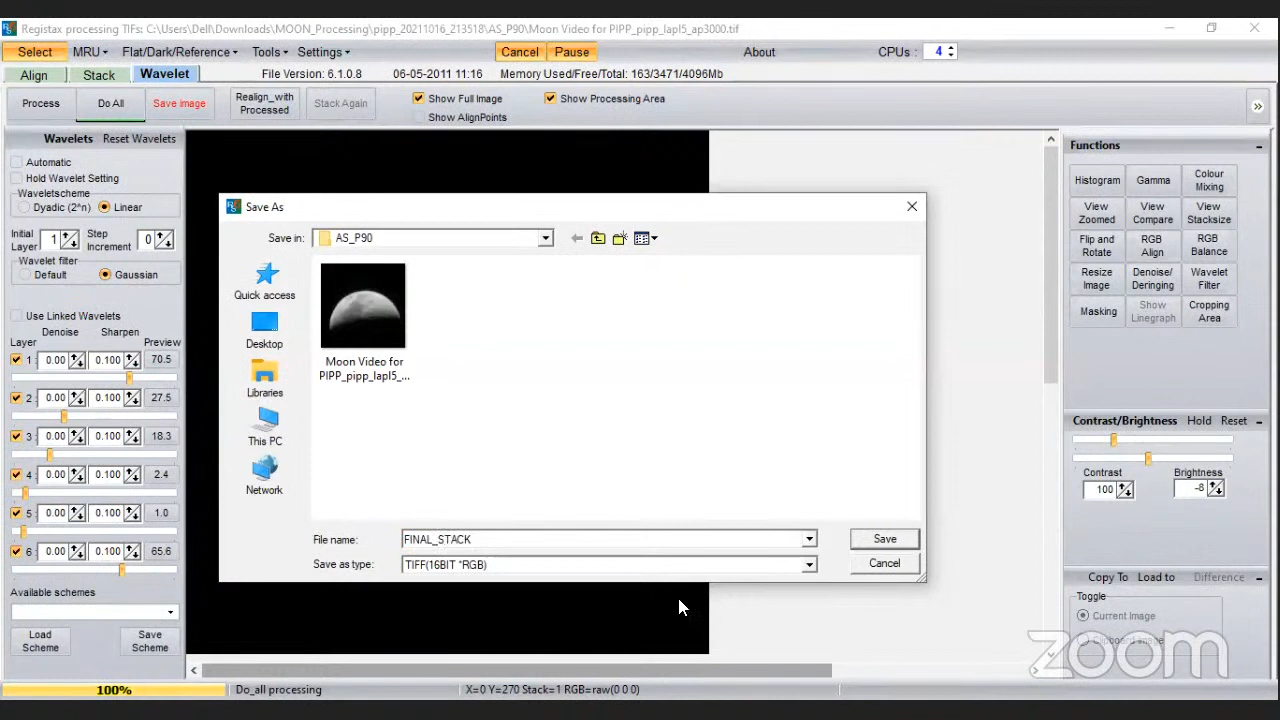 Registax processing TIFs: C:\Users\Dell\Downloads\MOON_Processing\pipp_20211016_213518\AS_P90\Moon Video for PIPP_pipp_lapl5_ap3000.tif
Select MRU Flat/Dark/Reference Tools Settings Cancel Pause About CPUs: 4
Align Stack Wavelet File Version: 6.1.0.8 06-05-2011 11:16 Memory Used/Free/Total: 163/3471/4096Mb
Process Do All Save Image Realign_with Processed Stack Again Show Full Image Show Processing Area
Show AlignPoints
Wavelets Reset Wavelets
Automatic
Hold Wavelet Setting
Waveletscheme
Dyadic (2^n) Linear
Initial Layer 1 Step Increment 0
Wavelet filter
Default Gaussian
Use Linked Wavelets
Denoise Sharpen
Layer Preview
1 0.00 0.100 70.5
2 0.00 0.100 27.5
3 0.00 0.100 18.3
4 0.00 0.100 2.4
5 0.00 0.100 1.0
6 0.00 0.100 65.6
Available schemes
Load Scheme Save Scheme
Save As
Save in: AS_P90
Quick access
Desktop
Libraries
This PC
Network
Moon Video for
PIPP_pipp_lapl5_...
File name: FINAL_STACK Save
Save as type: TIFF(16BIT *RGB) Cancel
Functions
Histogram Gamma Colour Mixing
View Zoomed View Compare View Stacksize
Flip and Rotate RGB Align RGB Balance
Resize Image Denoise/ Deringing Wavelet Filter
Masking Show Linegraph Cropping Area
Contrast/Brightness Hold Reset
Contrast Brightness
100 -8
Copy To Load to Difference
Toggle
Current Image
Clipboard Image
zoom
100% Do_all processing X=0 Y=270 Stack=1 RGB=raw(0 0 0)